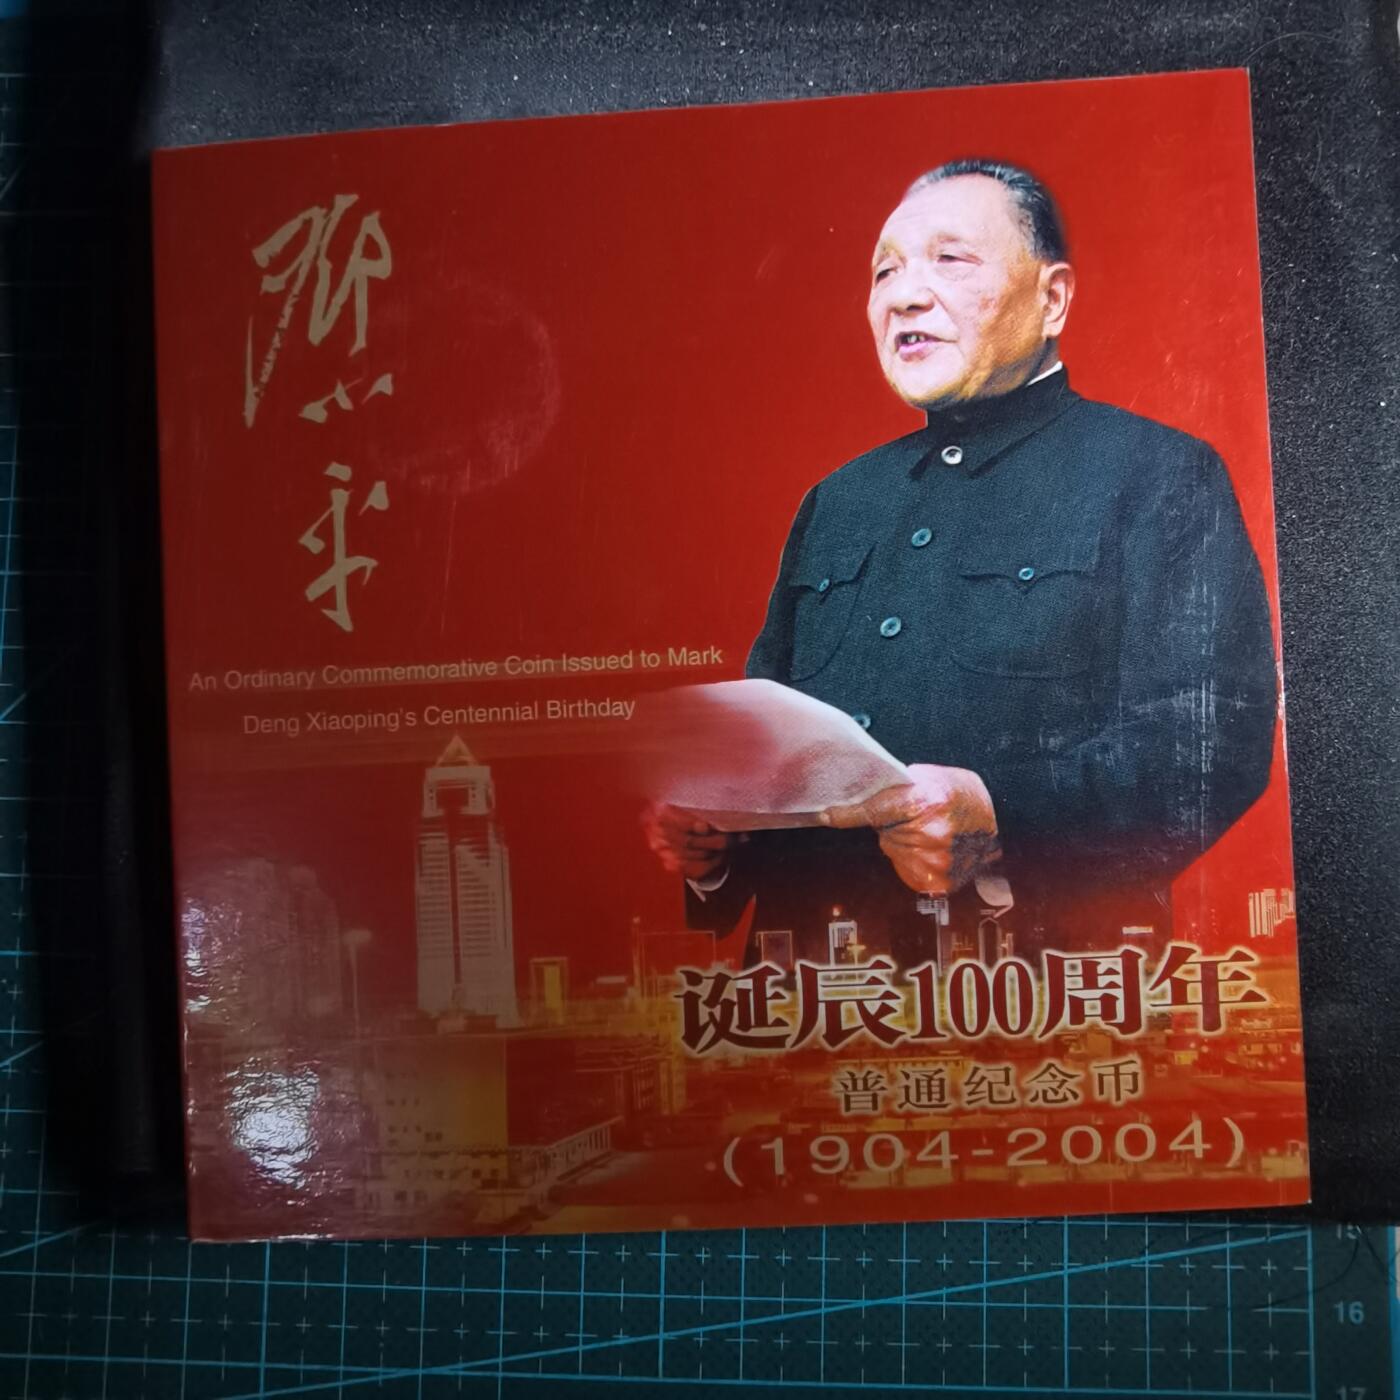 邓小平
An Ordinary Commemorative Coin Issued to Mark
Deng Xiaoping's Centennial Birthday
诞辰100周年
普通纪念币
(1904-2004)
15
16